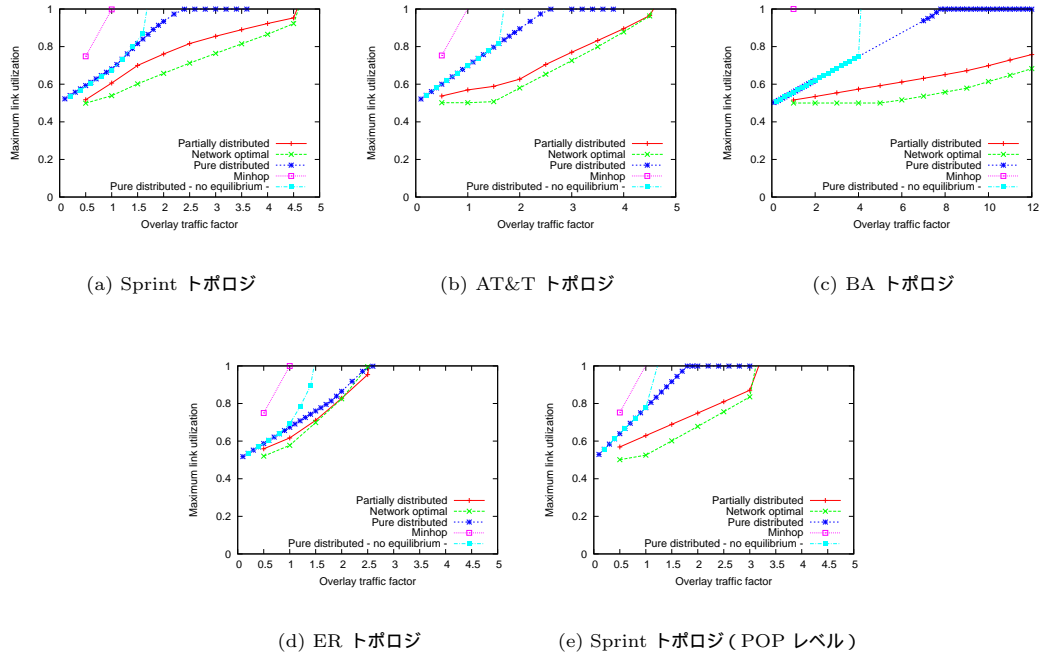 Maximum link utilization
1
0.8
0.6
0.4
0.2
0
0 0.5 1 1.5 2 2.5 3 3.5 4 4.5 5
Overlay traffic factor
Partially distributed
Network optimal
Pure distributed
Minhop
Pure distributed - no equilibrium -
(a) Sprint トポロジ
Maximum link utilization
1
0.8
0.6
0.4
0.2
0
0 1 2 3 4 5
Overlay traffic factor
Partially distributed
Network optimal
Pure distributed
Minhop
Pure distributed - no equilibrium -
(b) AT&T トポロジ
Maximum link utilization
1
0.8
0.6
0.4
0.2
0
0 2 4 6 8 10 12
Overlay traffic factor
Partially distributed
Network optimal
Pure distributed
Minhop
Pure distributed - no equilibrium -
(c) BA トポロジ
Maximum link utilization
1
0.8
0.6
0.4
0.2
0
0 0.5 1 1.5 2 2.5 3 3.5 4 4.5 5
Overlay traffic factor
Partially distributed
Network optimal
Pure distributed
Minhop
Pure distributed - no equilibrium -
(d) ER トポロジ
Maximum link utilization
1
0.8
0.6
0.4
0.2
0
0 0.5 1 1.5 2 2.5 3 3.5 4 4.5 5
Overlay traffic factor
Partially distributed
Network optimal
Pure distributed
Minhop
Pure distributed - no equilibrium -
(e) Sprint トポロジ ( POP レベル )